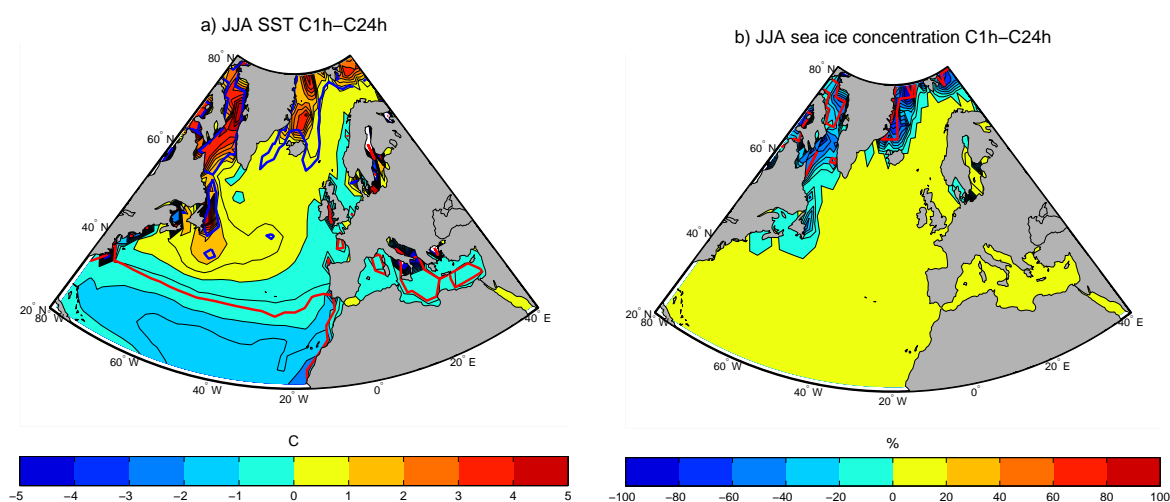 a) JJA SST C1h−C24h
80° N
60° N
40° N
20° N
80° W
60° W
40° W
20° W
0°
20° E
40° E
C
−5 −4 −3 −2 −1 0 1 2 3 4 5
b) JJA sea ice concentration C1h−C24h
80° N
60° N
40° N
20° N
80° W
60° W
40° W
20° W
0°
20° E
40° E
%
−100 −80 −60 −40 −20 0 20 40 60 80 100